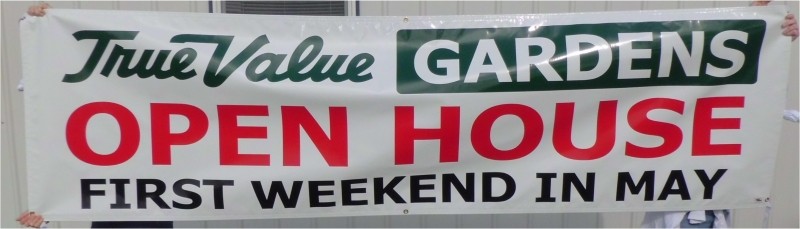 True Value GARDENS
OPEN HOUSE
FIRST WEEKEND IN MAY